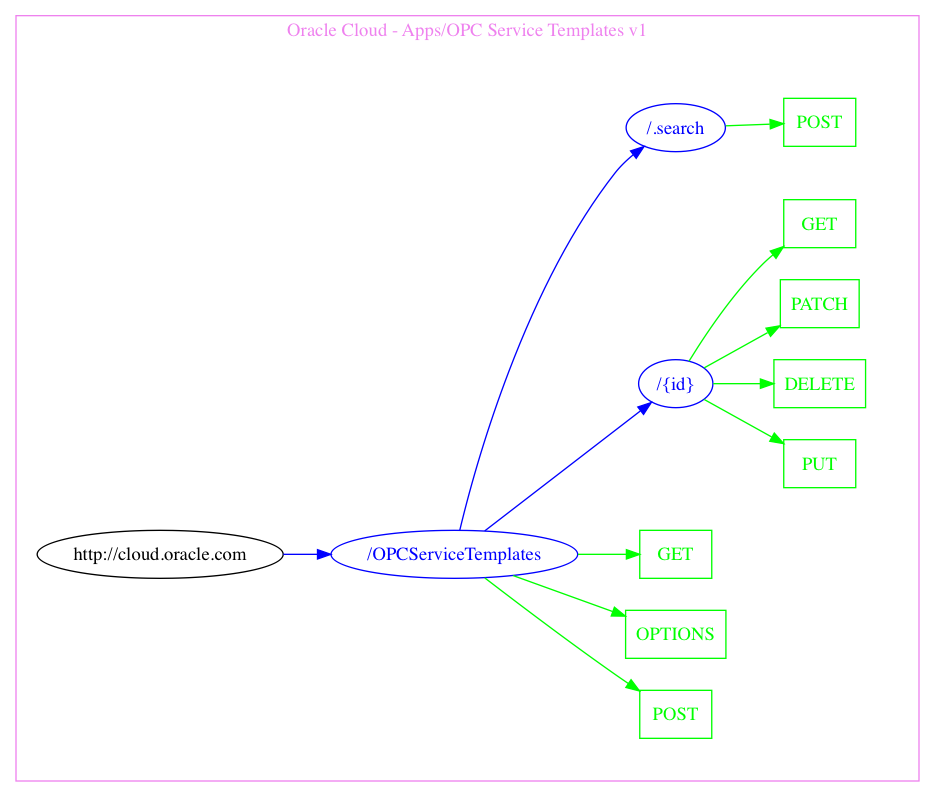 Oracle Cloud - Apps/OPC Service Templates v1
/.search
POST
GET
PATCH
/{id}
DELETE
PUT
http://cloud.oracle.com
/OPCServiceTemplates
GET
OPTIONS
POST